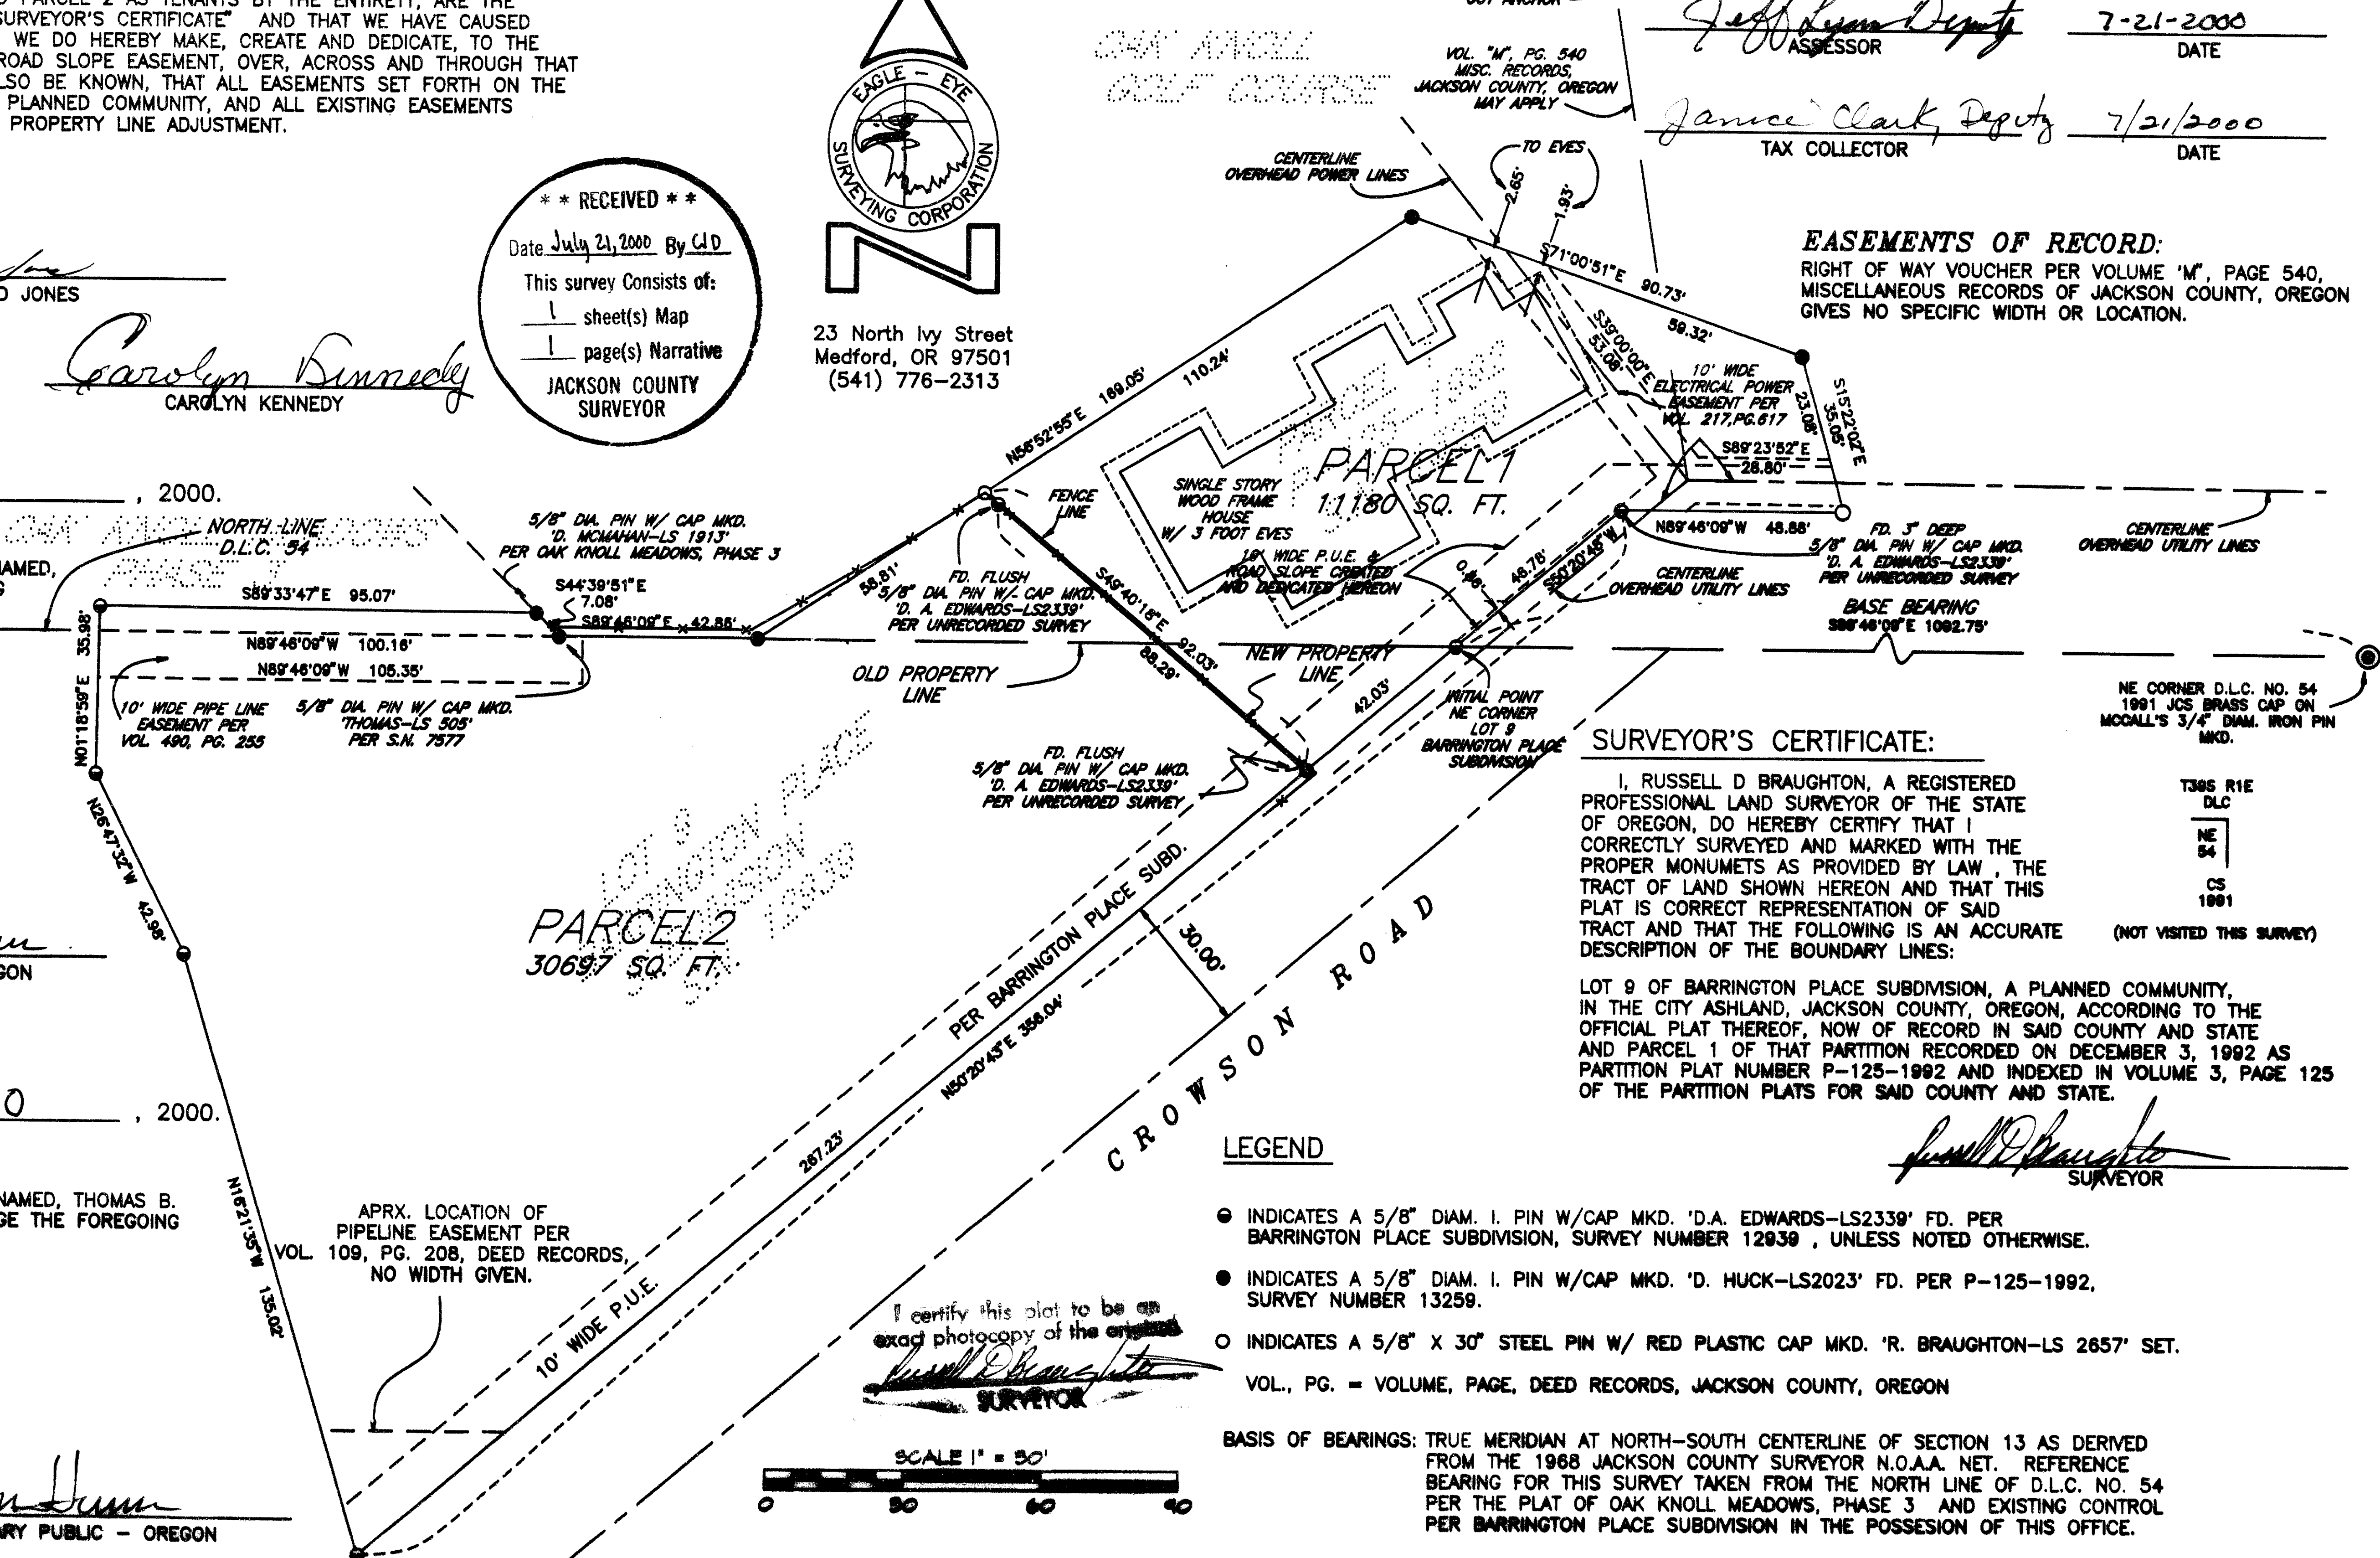 PARCEL 2 AS TENANTS BY THE ENTIRETY, ARE THE
SURVEYOR'S CERTIFICATE" AND THAT WE HAVE CAUSED
WE DO HEREBY MAKE, CREATE AND DEDICATE, TO THE
ROAD SLOPE EASEMENT, OVER, ACROSS AND THROUGH THAT
LSO BE KNOWN, THAT ALL EASEMENTS SET FORTH ON THE
PLANNED COMMUNITY, AND ALL EXISTING EASEMENTS
PROPERTY LINE ADJUSTMENT.
D JONES
Carolyn Kennedy
CAROLYN KENNEDY
* * RECEIVED * *
Date July 21, 2000 By CJD
This survey Consists of:
1 sheet(s) Map
1 page(s) Narrative
JACKSON COUNTY
SURVEYOR
EAGLE – EYE
SURVEYING CORPORATION
N
23 North Ivy Street
Medford, OR 97501
(541) 776–2313
OAK KNOLL
GOLF COURSE
VOL. "M", PG. 540
MISC. RECORDS,
JACKSON COUNTY, OREGON
MAY APPLY
Jeff Lynn Deputy 7-21-2000
ASSESSOR DATE
Janice Clark, Deputy 7/21/2000
TAX COLLECTOR DATE
CENTERLINE
OVERHEAD POWER LINES
TO EVES
2.65'
1.93'
EASEMENTS OF RECORD:
RIGHT OF WAY VOUCHER PER VOLUME 'M", PAGE 540,
MISCELLANEOUS RECORDS OF JACKSON COUNTY, OREGON
GIVES NO SPECIFIC WIDTH OR LOCATION.
S71°00'51"E 90.73'
59.32'
S39°00'00"E
53.08'
10' WIDE
ELECTRICAL POWER
EASEMENT PER
VOL. 217,PG.617
S15°22'02"E
35.05'
23.08'
S89°23'52"E
28.80'
N56°52'55"E 169.05'
110.24'
58.81'
PARCEL 1
11180 SQ. FT.
SINGLE STORY
WOOD FRAME
HOUSE
W/ 3 FOOT EVES
FENCE
LINE
10' WIDE P.U.E. &
ROAD SLOPE CREATED
AND DEDICATED HEREON
46.78'
S50°20'46"W
N89°46'09"W 48.88'
FD. 3" DEEP
5/8" DIA. PIN W/ CAP MKD.
'D. A. EDWARDS–LS2339'
PER UNRECORDED SURVEY
CENTERLINE
OVERHEAD UTILITY LINES
CENTERLINE
OVERHEAD UTILITY LINES
BASE BEARING
S89°46'09"E 1092.75'
, 2000.
NORTH LINE
D.L.C. 54
NAMED,
5/8" DIA. PIN W/ CAP MKD.
'D. MCMAHAN–LS 1913'
PER OAK KNOLL MEADOWS, PHASE 3
S89°33'47"E 95.07'
S44°39'51"E
7.08'
S89°46'09"E 42.86'
N89°46'09"W 100.16'
N89°46'09"W 105.35'
N01°18'59"E 35.98'
10' WIDE PIPE LINE
EASEMENT PER
VOL. 490, PG. 255
5/8" DIA. PIN W/ CAP MKD.
'THOMAS–LS 505'
PER S.N. 7577
FD. FLUSH
5/8" DIA. PIN W/ CAP MKD.
'D. A. EDWARDS–LS2339'
PER UNRECORDED SURVEY
S49°40'18"E 92.03'
88.29'
OLD PROPERTY
LINE
NEW PROPERTY
LINE
42.03'
INITIAL POINT
NE CORNER
LOT 9
BARRINGTON PLACE
SUBDIVISION
FD. FLUSH
5/8" DIA. PIN W/ CAP MKD.
'D. A. EDWARDS–LS2339'
PER UNRECORDED SURVEY
NE CORNER D.L.C. NO. 54
1991 JCS BRASS CAP ON
MCCALL'S 3/4" DIAM. IRON PIN
MKD.
T39S R1E
DLC
NE
54
CS
1991
(NOT VISITED THIS SURVEY)
SURVEYOR'S CERTIFICATE:
I, RUSSELL D BRAUGHTON, A REGISTERED
PROFESSIONAL LAND SURVEYOR OF THE STATE
OF OREGON, DO HEREBY CERTIFY THAT I
CORRECTLY SURVEYED AND MARKED WITH THE
PROPER MONUMETS AS PROVIDED BY LAW , THE
TRACT OF LAND SHOWN HEREON AND THAT THIS
PLAT IS CORRECT REPRESENTATION OF SAID
TRACT AND THAT THE FOLLOWING IS AN ACCURATE
DESCRIPTION OF THE BOUNDARY LINES:
LOT 9 OF BARRINGTON PLACE SUBDIVISION, A PLANNED COMMUNITY,
IN THE CITY ASHLAND, JACKSON COUNTY, OREGON, ACCORDING TO THE
OFFICIAL PLAT THEREOF, NOW OF RECORD IN SAID COUNTY AND STATE
AND PARCEL 1 OF THAT PARTITION RECORDED ON DECEMBER 3, 1992 AS
PARTITION PLAT NUMBER P–125–1992 AND INDEXED IN VOLUME 3, PAGE 125
OF THE PARTITION PLATS FOR SAID COUNTY AND STATE.
Russell D Braughton
SURVEYOR
N26°47'32"W 42.98'
LOT 9
BARRINGTON PLACE
SUBDIVISION
12939
PARCEL 2
30697 SQ. FT.
PER BARRINGTON PLACE SUBD.
N50°20'43"E 356.04'
267.23'
10' WIDE P.U.E.
30.00'
CROWSON ROAD
GON
0 , 2000.
N16°21'35"W 135.02'
NAMED, THOMAS B.
GE THE FOREGOING
APRX. LOCATION OF
PIPELINE EASEMENT PER
VOL. 109, PG. 208, DEED RECORDS,
NO WIDTH GIVEN.
RY PUBLIC – OREGON
I certify this plat to be an
exact photocopy of the original
Russell D Braughton
SURVEYOR
SCALE 1" = 30'
0 30 60 90
LEGEND
INDICATES A 5/8" DIAM. I. PIN W/CAP MKD. 'D.A. EDWARDS–LS2339' FD. PER
BARRINGTON PLACE SUBDIVISION, SURVEY NUMBER 12939 , UNLESS NOTED OTHERWISE.
INDICATES A 5/8" DIAM. I. PIN W/CAP MKD. 'D. HUCK–LS2023' FD. PER P–125–1992,
SURVEY NUMBER 13259.
INDICATES A 5/8" X 30" STEEL PIN W/ RED PLASTIC CAP MKD. 'R. BRAUGHTON–LS 2657' SET.
VOL., PG. = VOLUME, PAGE, DEED RECORDS, JACKSON COUNTY, OREGON
BASIS OF BEARINGS: TRUE MERIDIAN AT NORTH–SOUTH CENTERLINE OF SECTION 13 AS DERIVED
FROM THE 1968 JACKSON COUNTY SURVEYOR N.O.A.A. NET. REFERENCE
BEARING FOR THIS SURVEY TAKEN FROM THE NORTH LINE OF D.L.C. NO. 54
PER THE PLAT OF OAK KNOLL MEADOWS, PHASE 3 AND EXISTING CONTROL
PER BARRINGTON PLACE SUBDIVISION IN THE POSSESION OF THIS OFFICE.